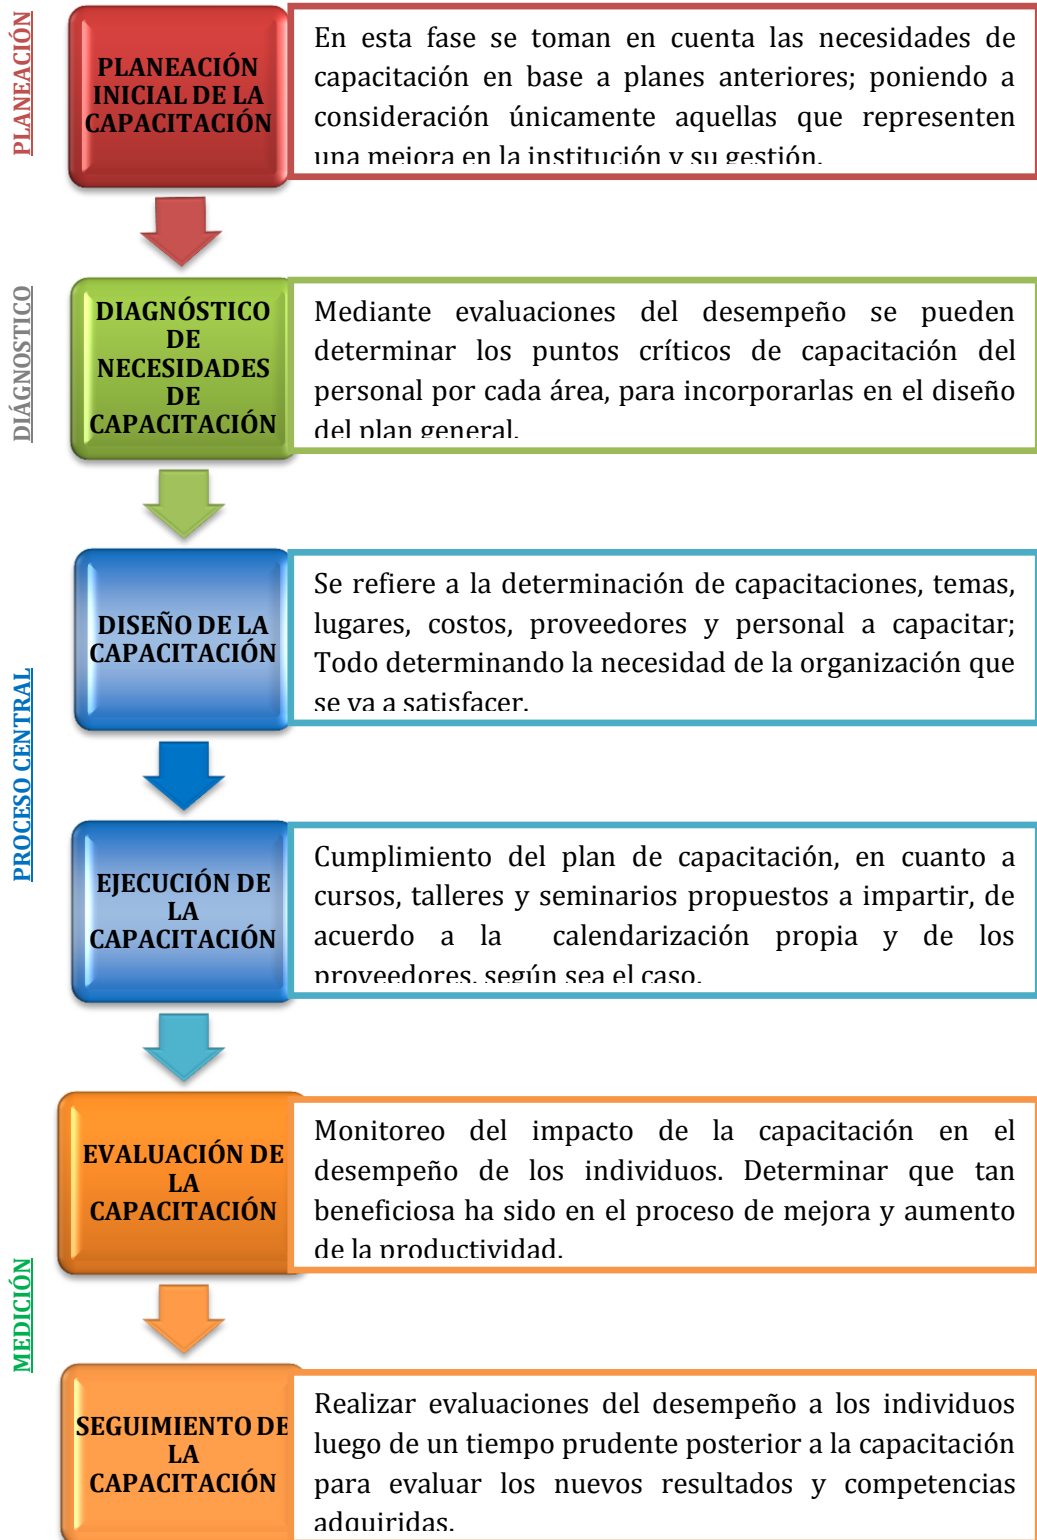 PLANEACIÓN
PLANEACIÓN
INICIAL DE LA
CAPACITACIÓN
En esta fase se toman en cuenta las necesidades de
capacitación en base a planes anteriores; poniendo a
consideración únicamente aquellas que representen
una mejora en la institución y su gestión.
DIÁGNOSTICO
DIAGNÓSTICO
DE
NECESIDADES
DE
CAPACITACIÓN
Mediante evaluaciones del desempeño se pueden
determinar los puntos críticos de capacitación del
personal por cada área, para incorporarlas en el diseño
del plan general.
PROCESO CENTRAL
DISEÑO DE LA
CAPACITACIÓN
Se refiere a la determinación de capacitaciones, temas,
lugares, costos, proveedores y personal a capacitar;
Todo determinando la necesidad de la organización que
se va a satisfacer.
EJECUCIÓN DE
LA
CAPACITACIÓN
Cumplimiento del plan de capacitación, en cuanto a
cursos, talleres y seminarios propuestos a impartir, de
acuerdo a la calendarización propia y de los
proveedores, según sea el caso.
MEDICIÓN
EVALUACIÓN DE
LA
CAPACITACIÓN
Monitoreo del impacto de la capacitación en el
desempeño de los individuos. Determinar que tan
beneficiosa ha sido en el proceso de mejora y aumento
de la productividad.
SEGUIMIENTO DE
LA
CAPACITACIÓN
Realizar evaluaciones del desempeño a los individuos
luego de un tiempo prudente posterior a la capacitación
para evaluar los nuevos resultados y competencias
adquiridas.